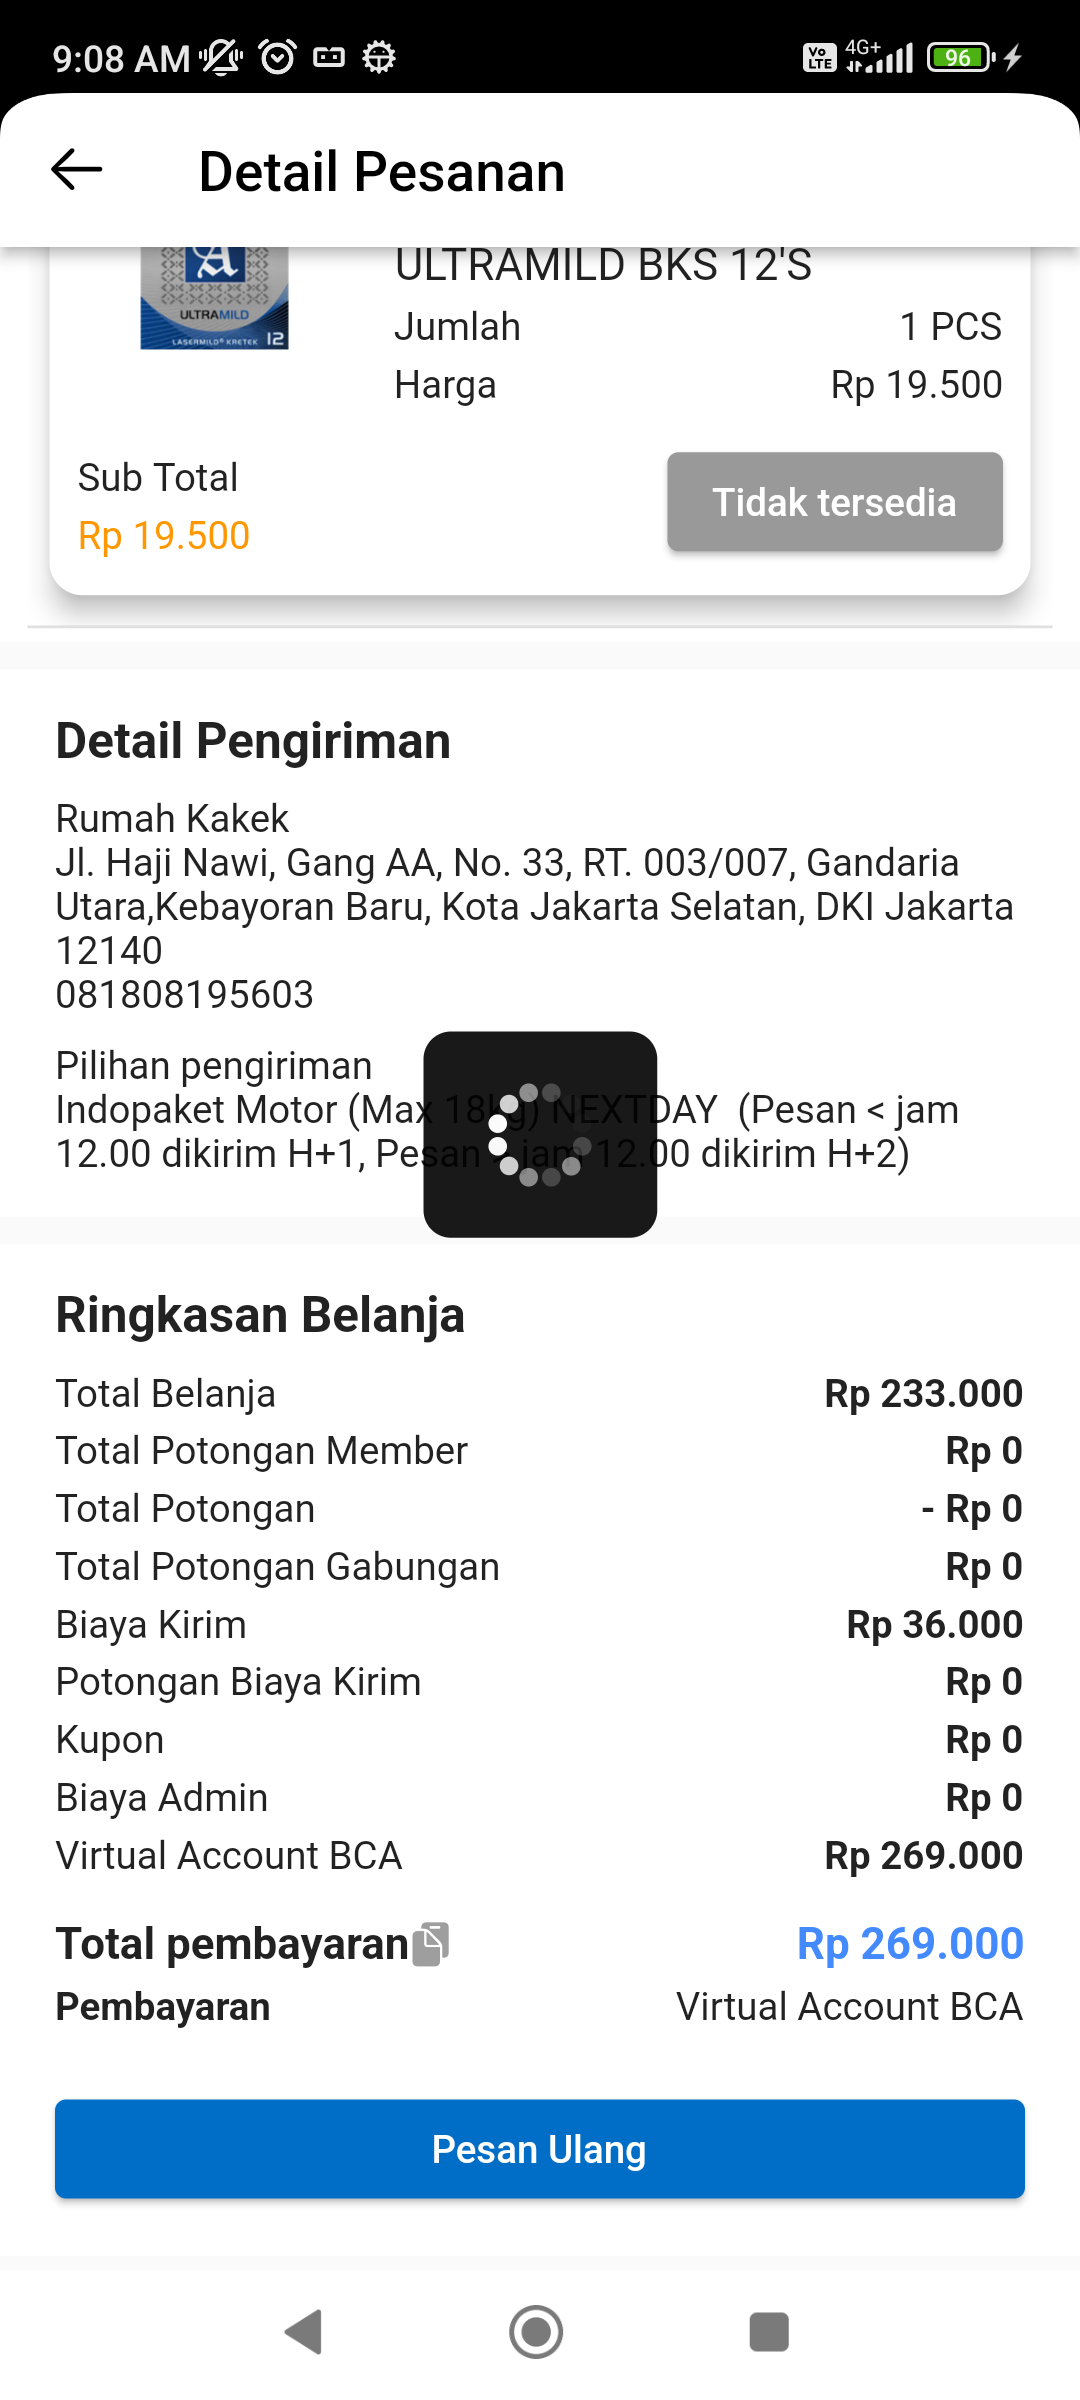 9:08 AM
Vo LTE 4G+ 96
Detail Pesanan
A
ULTRAMILD
LASERMILD® KRETEK 12
ULTRAMILD BKS 12'S
Jumlah 1 PCS
Harga Rp 19.500
Sub Total
Rp 19.500
Tidak tersedia
Detail Pengiriman
Rumah Kakek
Jl. Haji Nawi, Gang AA, No. 33, RT. 003/007, Gandaria
Utara,Kebayoran Baru, Kota Jakarta Selatan, DKI Jakarta
12140
081808195603
Pilihan pengiriman
Indopaket Motor (Max 18kg) NEXTDAY (Pesan < jam
12.00 dikirim H+1, Pesan > jam 12.00 dikirim H+2)
Ringkasan Belanja
Total Belanja Rp 233.000
Total Potongan Member Rp 0
Total Potongan - Rp 0
Total Potongan Gabungan Rp 0
Biaya Kirim Rp 36.000
Potongan Biaya Kirim Rp 0
Kupon Rp 0
Biaya Admin Rp 0
Virtual Account BCA Rp 269.000
Total pembayaran Rp 269.000
Pembayaran Virtual Account BCA
Pesan Ulang